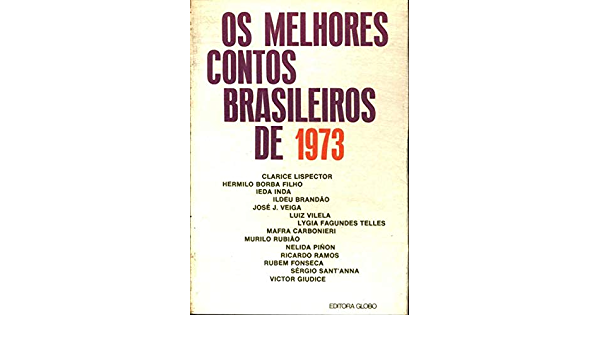 OS MELHORES
CONTOS
BRASILEIROS
DE 1973
CLARICE LISPECTOR
HERMILO BORBA FILHO
IEDA INDA
ILDEU BRANDÃO
JOSÉ J. VEIGA
LUIZ VILELA
LYGIA FAGUNDES TELLES
MAFRA CARBONIERI
MURILO RUBIÃO
NELIDA PIÑON
RICARDO RAMOS
RUBEM FONSECA
SÉRGIO SANT'ANNA
VICTOR GIUDICE
EDITORA GLOBO